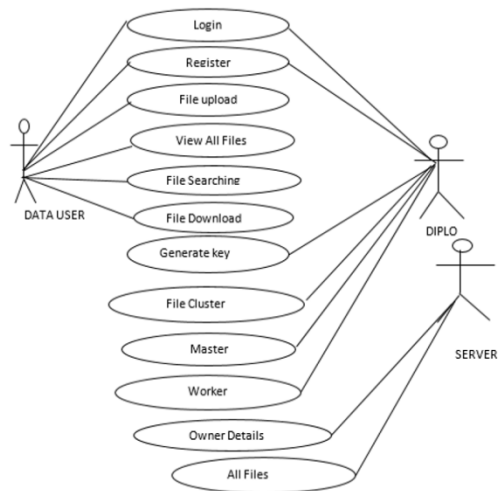 Login
Register
File upload
View All Files
File Searching
DATA USER
File Download
DIPLO
Generate key
File Cluster
Master
SERVER
Worker
Owner Details
All Files